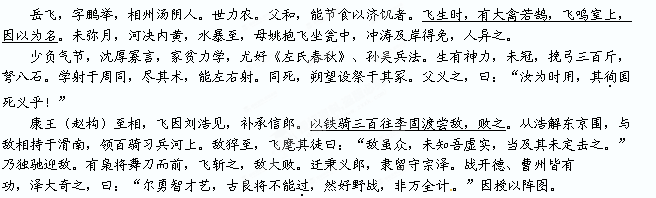 岳飞，字鹏举，相州汤阴人。世力农。父和，能节食以济饥者。飞生时，有大禽若鹄，飞鸣室上，
因以为名。未弥月，河决内黄，水暴至，母姚抱飞坐瓮中，冲涛及岸得免，人异之。
少负气节，沈厚寡言，家贫力学，尤好《左氏春秋》、孙吴兵法。生有神力，未冠，挽弓三百斤，
弩八石。学射于周同，尽其术，能左右射。同死，朔望设祭于其冢。父义之，曰：“汝为时用，其徇国
死义乎！”
康王（赵构）至相，飞因刘浩见，补承信郎。以铁骑三百往李固渡尝敌，败之。从浩解东京围，与
敌相持于滑南，领百骑习兵河上。敌猝至，飞麾其徒曰：“敌虽众，未知吾虚实，当及其未定击之。”
乃独驰迎敌。有枭将舞刀而前，飞斩之，敌大败。迁秉义郎，隶留守宗泽。战开德、曹州皆有
功，泽大奇之，曰：“尔勇智才艺，古良将不能过，然好野战，非万全计。”因授以阵图。